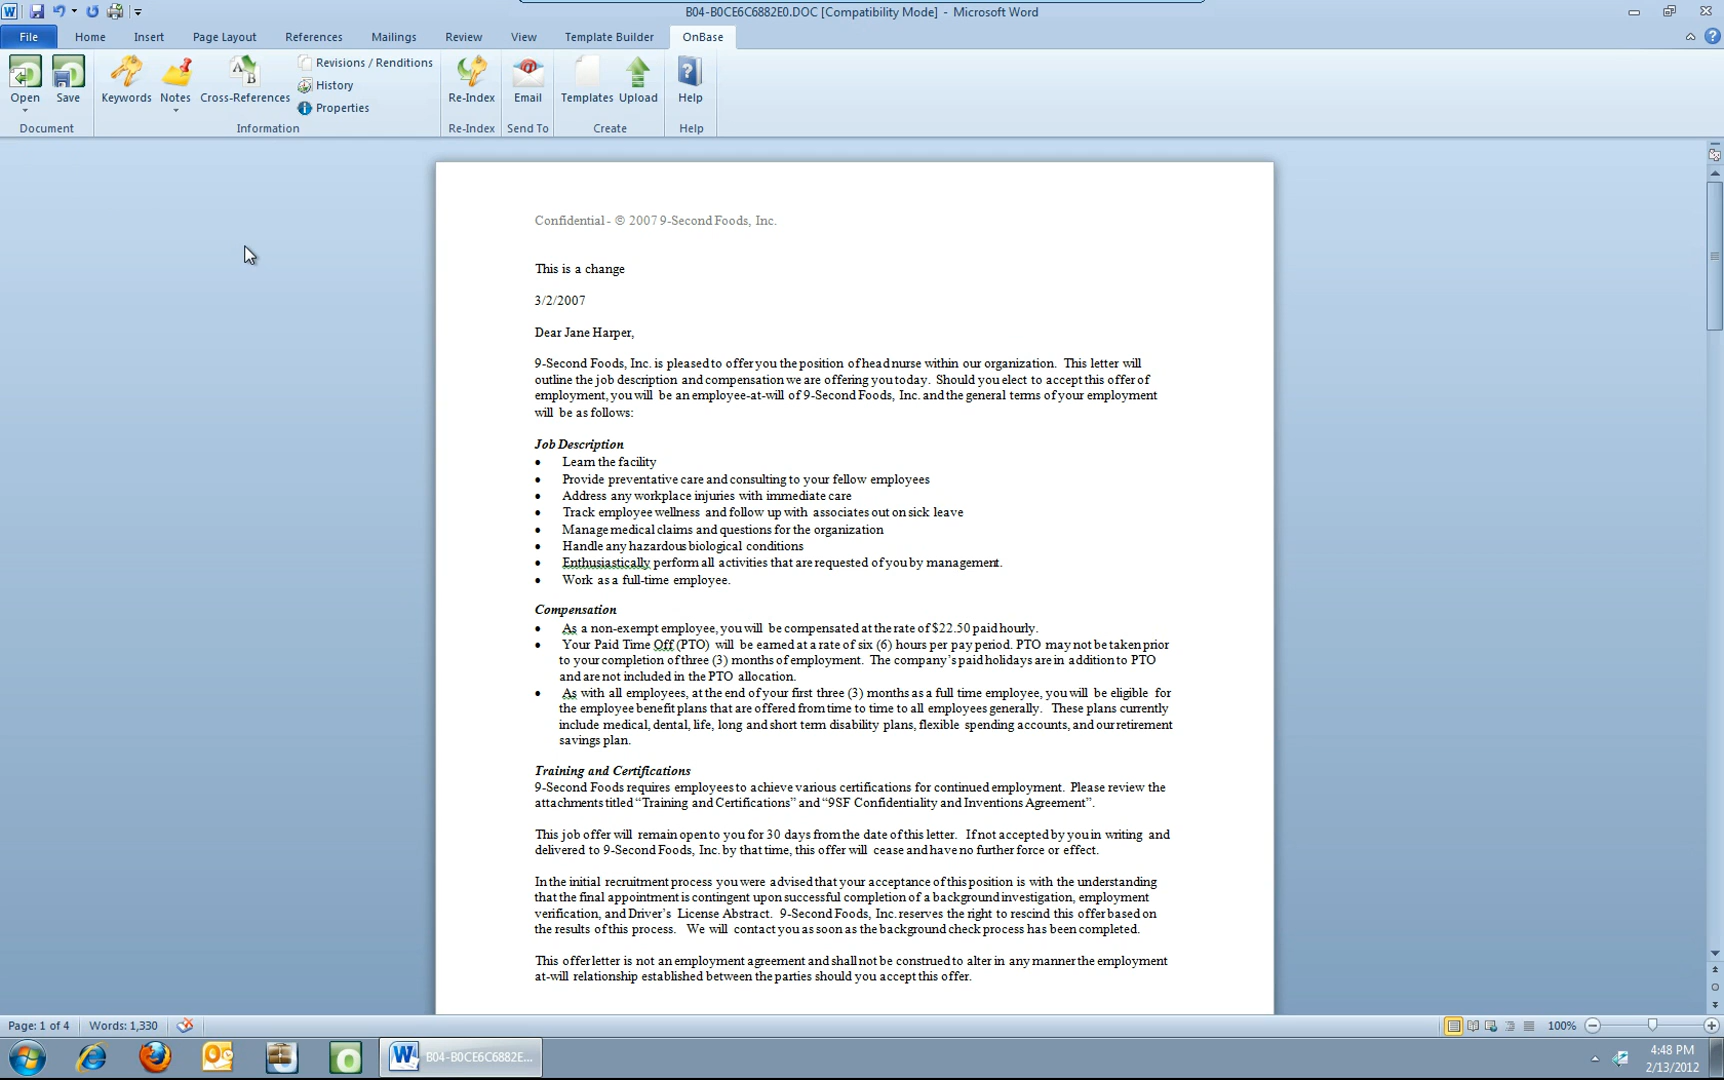 B04-B0CE6C6882E0.DOC [Compatibility Mode] - Microsoft Word
File Home Insert Page Layout References Mailings Review View Template Builder OnBase
Open Save Keywords Notes Cross-References Revisions / Renditions History Properties Re-Index Email Templates Upload Help
Document Information Re-Index Send To Create Help
Confidential - © 2007 9-Second Foods, Inc.
This is a change
3/2/2007
Dear Jane Harper,
9-Second Foods, Inc. is pleased to offer you the position of head nurse within our organization. This letter will
outline the job description and compensation we are offering you today. Should you elect to accept this offer of
employment, you will be an employee-at-will of 9-Second Foods, Inc. and the general terms of your employment
will be as follows:
Job Description
• Learn the facility
• Provide preventative care and consulting to your fellow employees
• Address any workplace injuries with immediate care
• Track employee wellness and follow up with associates out on sick leave
• Manage medical claims and questions for the organization
• Handle any hazardous biological conditions
• Enthusiastically perform all activities that are requested of you by management.
• Work as a full-time employee.
Compensation
• As a non-exempt employee, you will be compensated at the rate of $22.50 paid hourly.
• Your Paid Time Off (PTO) will be earned at a rate of six (6) hours per pay period. PTO may not be taken prior
to your completion of three (3) months of employment. The company's paid holidays are in addition to PTO
and are not included in the PTO allocation.
• As with all employees, at the end of your first three (3) months as a full time employee, you will be eligible for
the employee benefit plans that are offered from time to time to all employees generally. These plans currently
include medical, dental, life, long and short term disability plans, flexible spending accounts, and our retirement
savings plan.
Training and Certifications
9-Second Foods requires employees to achieve various certifications for continued employment. Please review the
attachments titled “Training and Certifications” and “9SF Confidentiality and Inventions Agreement”.
This job offer will remain open to you for 30 days from the date of this letter. If not accepted by you in writing and
delivered to 9-Second Foods, Inc. by that time, this offer will cease and have no further force or effect.
In the initial recruitment process you were advised that your acceptance of this position is with the understanding
that the final appointment is contingent upon successful completion of a background investigation, employment
verification, and Driver's License Abstract. 9-Second Foods, Inc. reserves the right to rescind this offer based on
the results of this process. We will contact you as soon as the background check process has been completed.
This offer letter is not an employment agreement and shall not be construed to alter in any manner the employment
at-will relationship established between the parties should you accept this offer.
Page: 1 of 4 Words: 1,330 100%
B04-B0CE6C6882E... 4:48 PM
2/13/2012